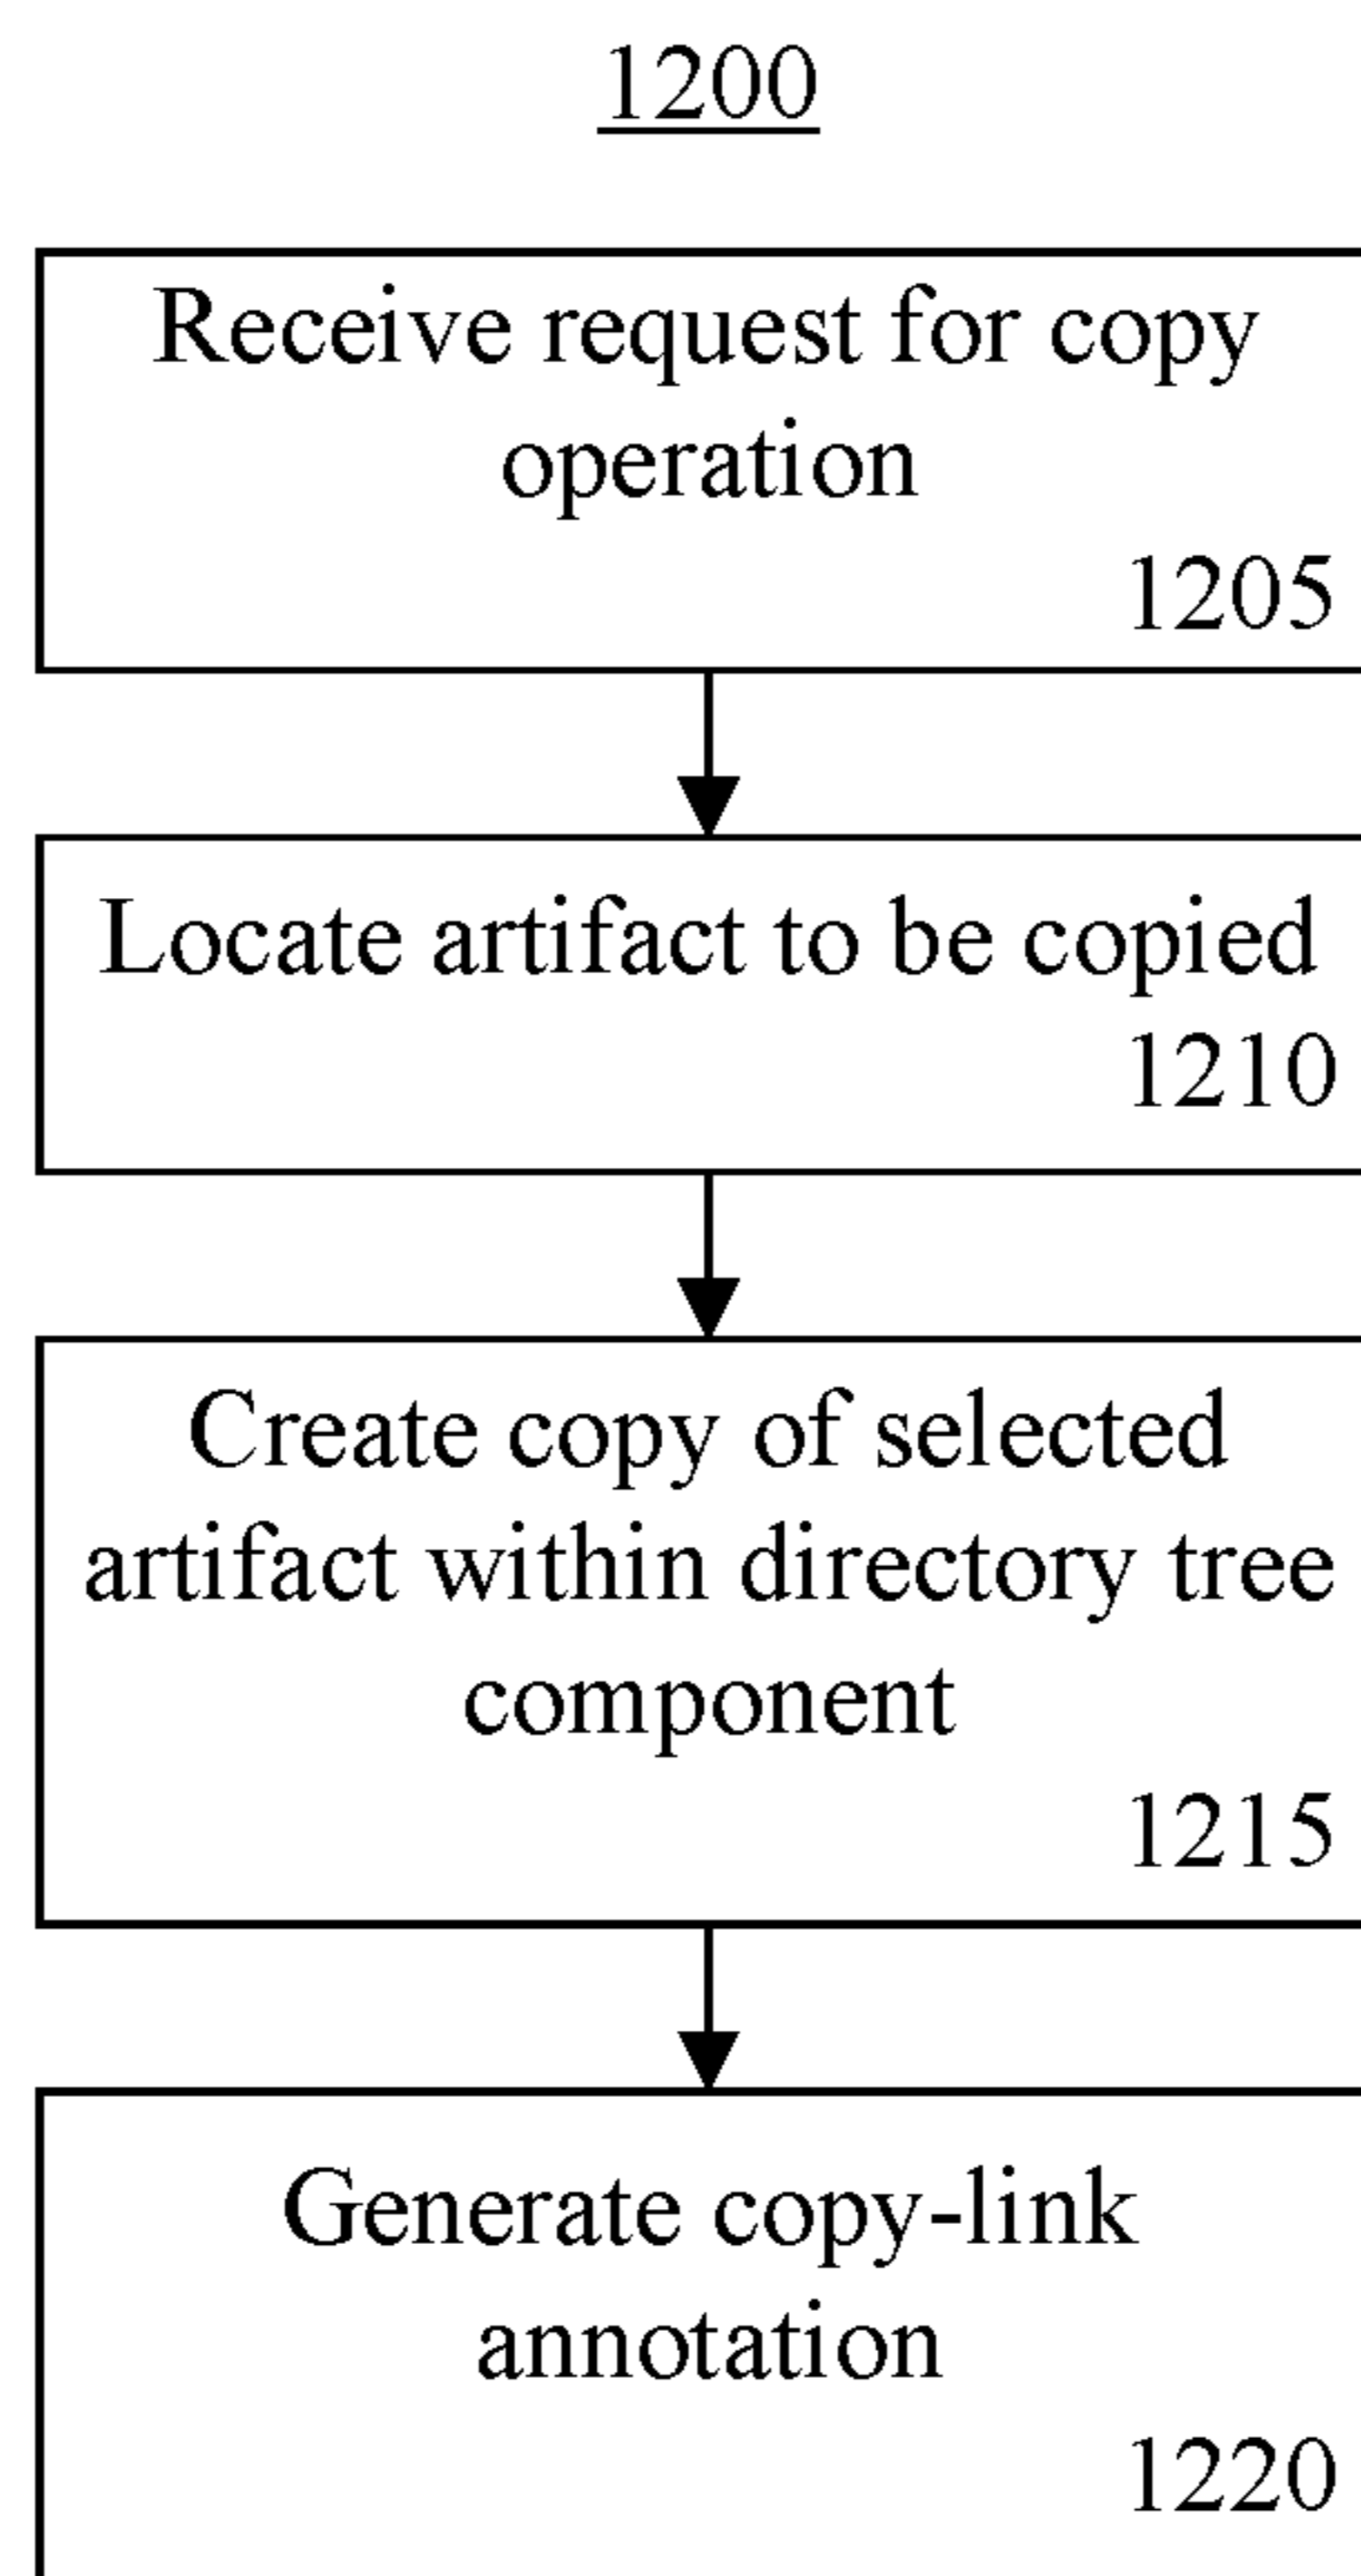 1200
Receive request for copy
operation
1205
Locate artifact to be copied
1210
Create copy of selected
artifact within directory tree
component
1215
Generate copy-link
annotation
1220